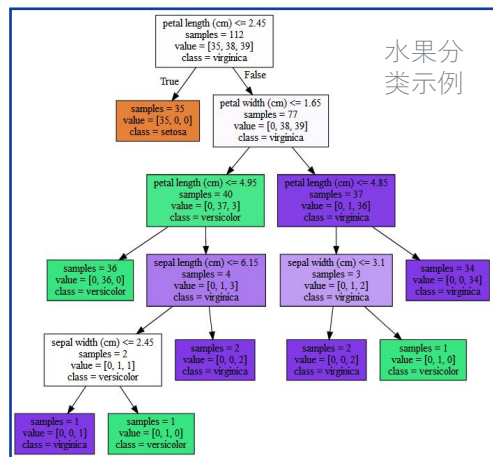 水果分
类示例
petal length (cm) <= 2.45
samples = 112
value = [35, 38, 39]
class = virginica
True
False
samples = 35
value = [35, 0, 0]
class = setosa
petal width (cm) <= 1.65
samples = 77
value = [0, 38, 39]
class = virginica
petal length (cm) <= 4.95
samples = 40
value = [0, 37, 3]
class = versicolor
petal length (cm) <= 4.85
samples = 37
value = [0, 1, 36]
class = virginica
samples = 36
value = [0, 36, 0]
class = versicolor
sepal length (cm) <= 6.15
samples = 4
value = [0, 1, 3]
class = virginica
sepal width (cm) <= 3.1
samples = 3
value = [0, 1, 2]
class = virginica
samples = 34
value = [0, 0, 34]
class = virginica
sepal width (cm) <= 2.45
samples = 2
value = [0, 1, 1]
class = versicolor
samples = 2
value = [0, 0, 2]
class = virginica
samples = 2
value = [0, 0, 2]
class = virginica
samples = 1
value = [0, 1, 0]
class = versicolor
samples = 1
value = [0, 0, 1]
class = virginica
samples = 1
value = [0, 1, 0]
class = versicolor